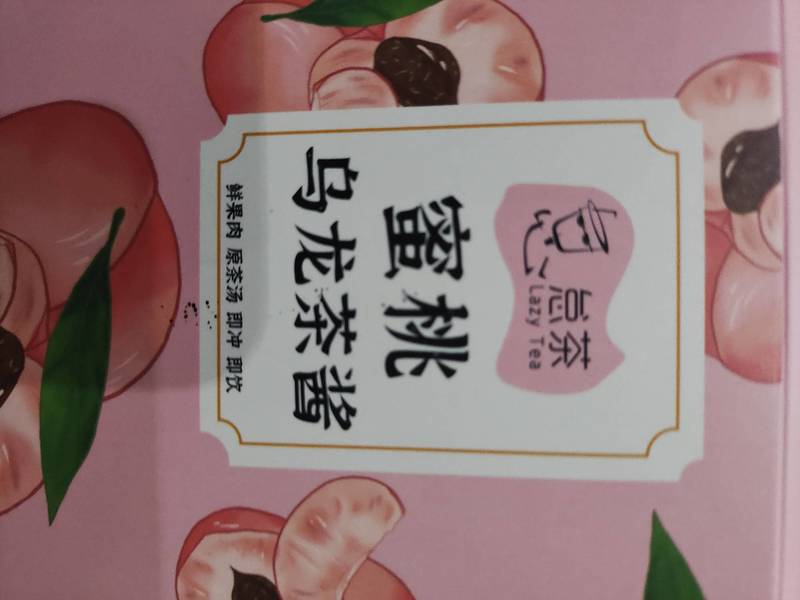 总茶
Lazy Tea
蜜桃
乌龙茶酱
鲜果肉 原茶汤 即冲 即饮